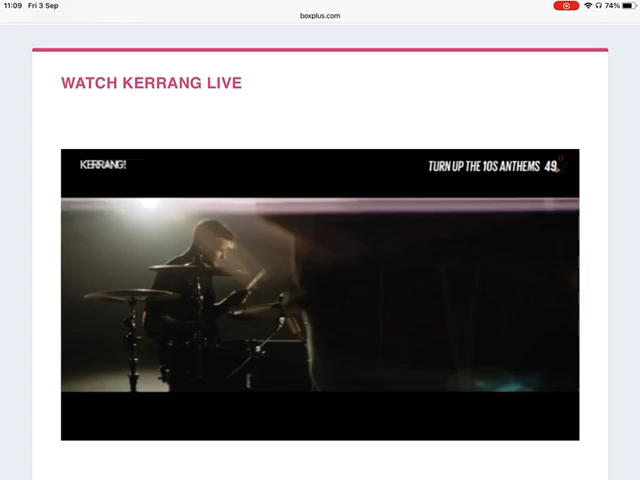 11:09 Fri 3 Sep
74%
boxplus.com
WATCH KERRANG LIVE
KERRANG!
TURN UP THE 10S ANTHEMS 49